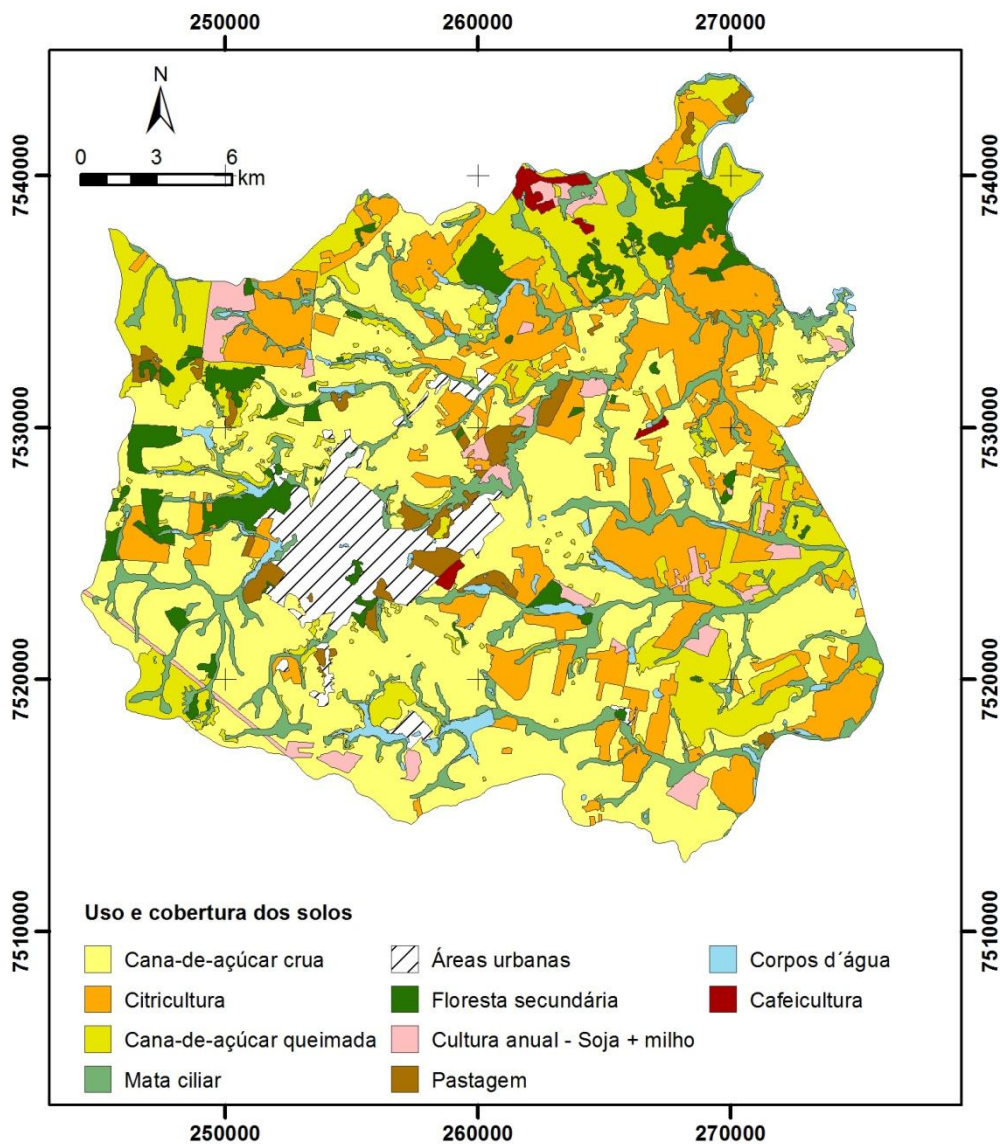 250000 260000 270000
N
0 3 6
km
7540000 7540000
7530000 7530000
7520000 7520000
7510000 7510000
Uso e cobertura dos solos
Cana-de-açúcar crua
Citricultura
Cana-de-açúcar queimada
Mata ciliar
Áreas urbanas
Floresta secundária
Cultura anual - Soja + milho
Pastagem
Corpos d´água
Cafeicultura
250000 260000 270000